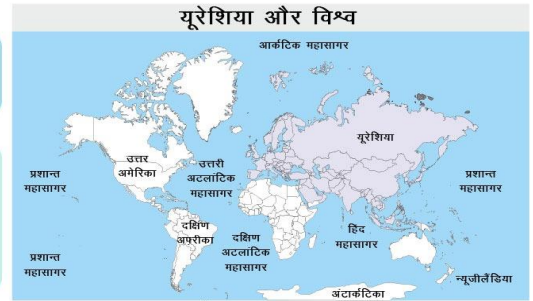 यूरेशिया और विश्व
आर्कटिक महासागर
यूरेशिया
उत्तर
अमेरिका
उत्तरी
अटलांटिक
महासागर
प्रशान्त
महासागर
प्रशान्त
महासागर
दक्षिण
अफ्रीका
दक्षिण
अटलांटिक
महासागर
हिंद
महासागर
प्रशान्त
महासागर
न्यूजीलैंडिया
अंटार्कटिका